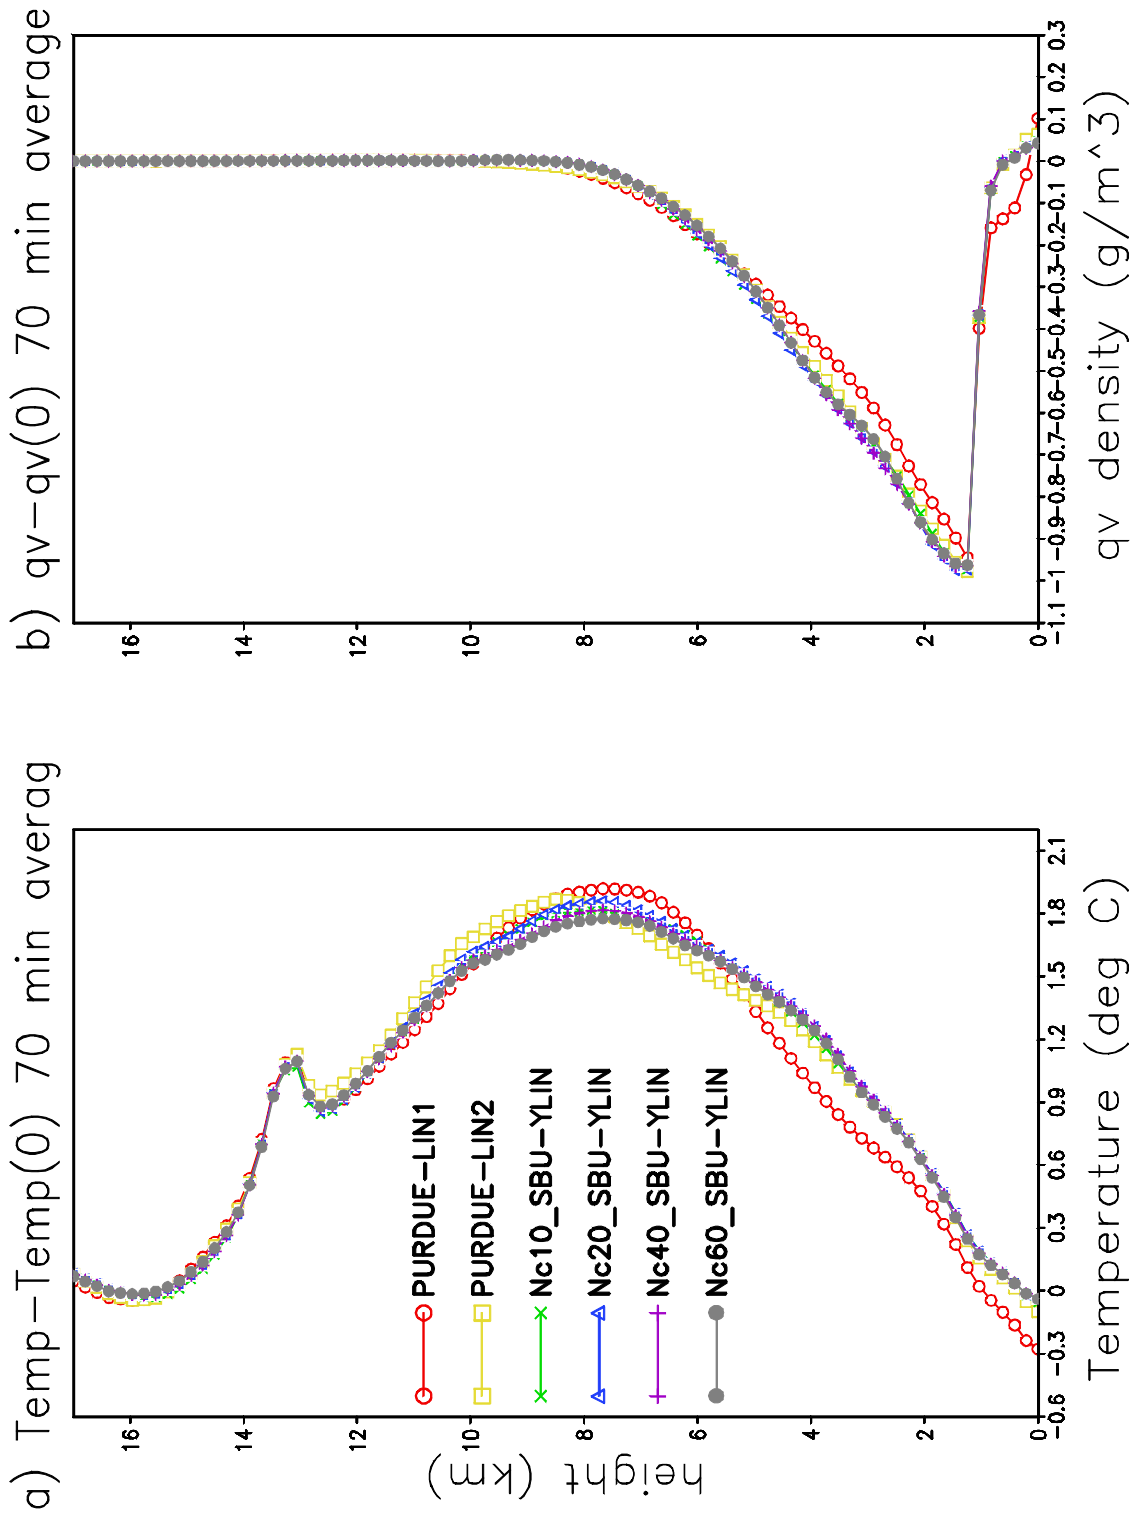 a) Temp-Temp(0) 70 min averag
height (km)
16
14
12
10
8
6
4
2
0
-0.6 -0.3 0 0.3 0.6 0.9 1.2 1.5 1.8 2.1
Temperature (deg C)
PURDUE-LIN1
PURDUE-LIN2
Nc10_SBU-YLIN
Nc20_SBU-YLIN
Nc40_SBU-YLIN
Nc60_SBU-YLIN
b) qv-qv(0) 70 min average
16
14
12
10
8
6
4
2
0
-1.1 -1 -0.9 -0.8 -0.7 -0.6 -0.5 -0.4 -0.3 -0.2 -0.1 0 0.1 0.2 0.3
qv density (g/m^3)